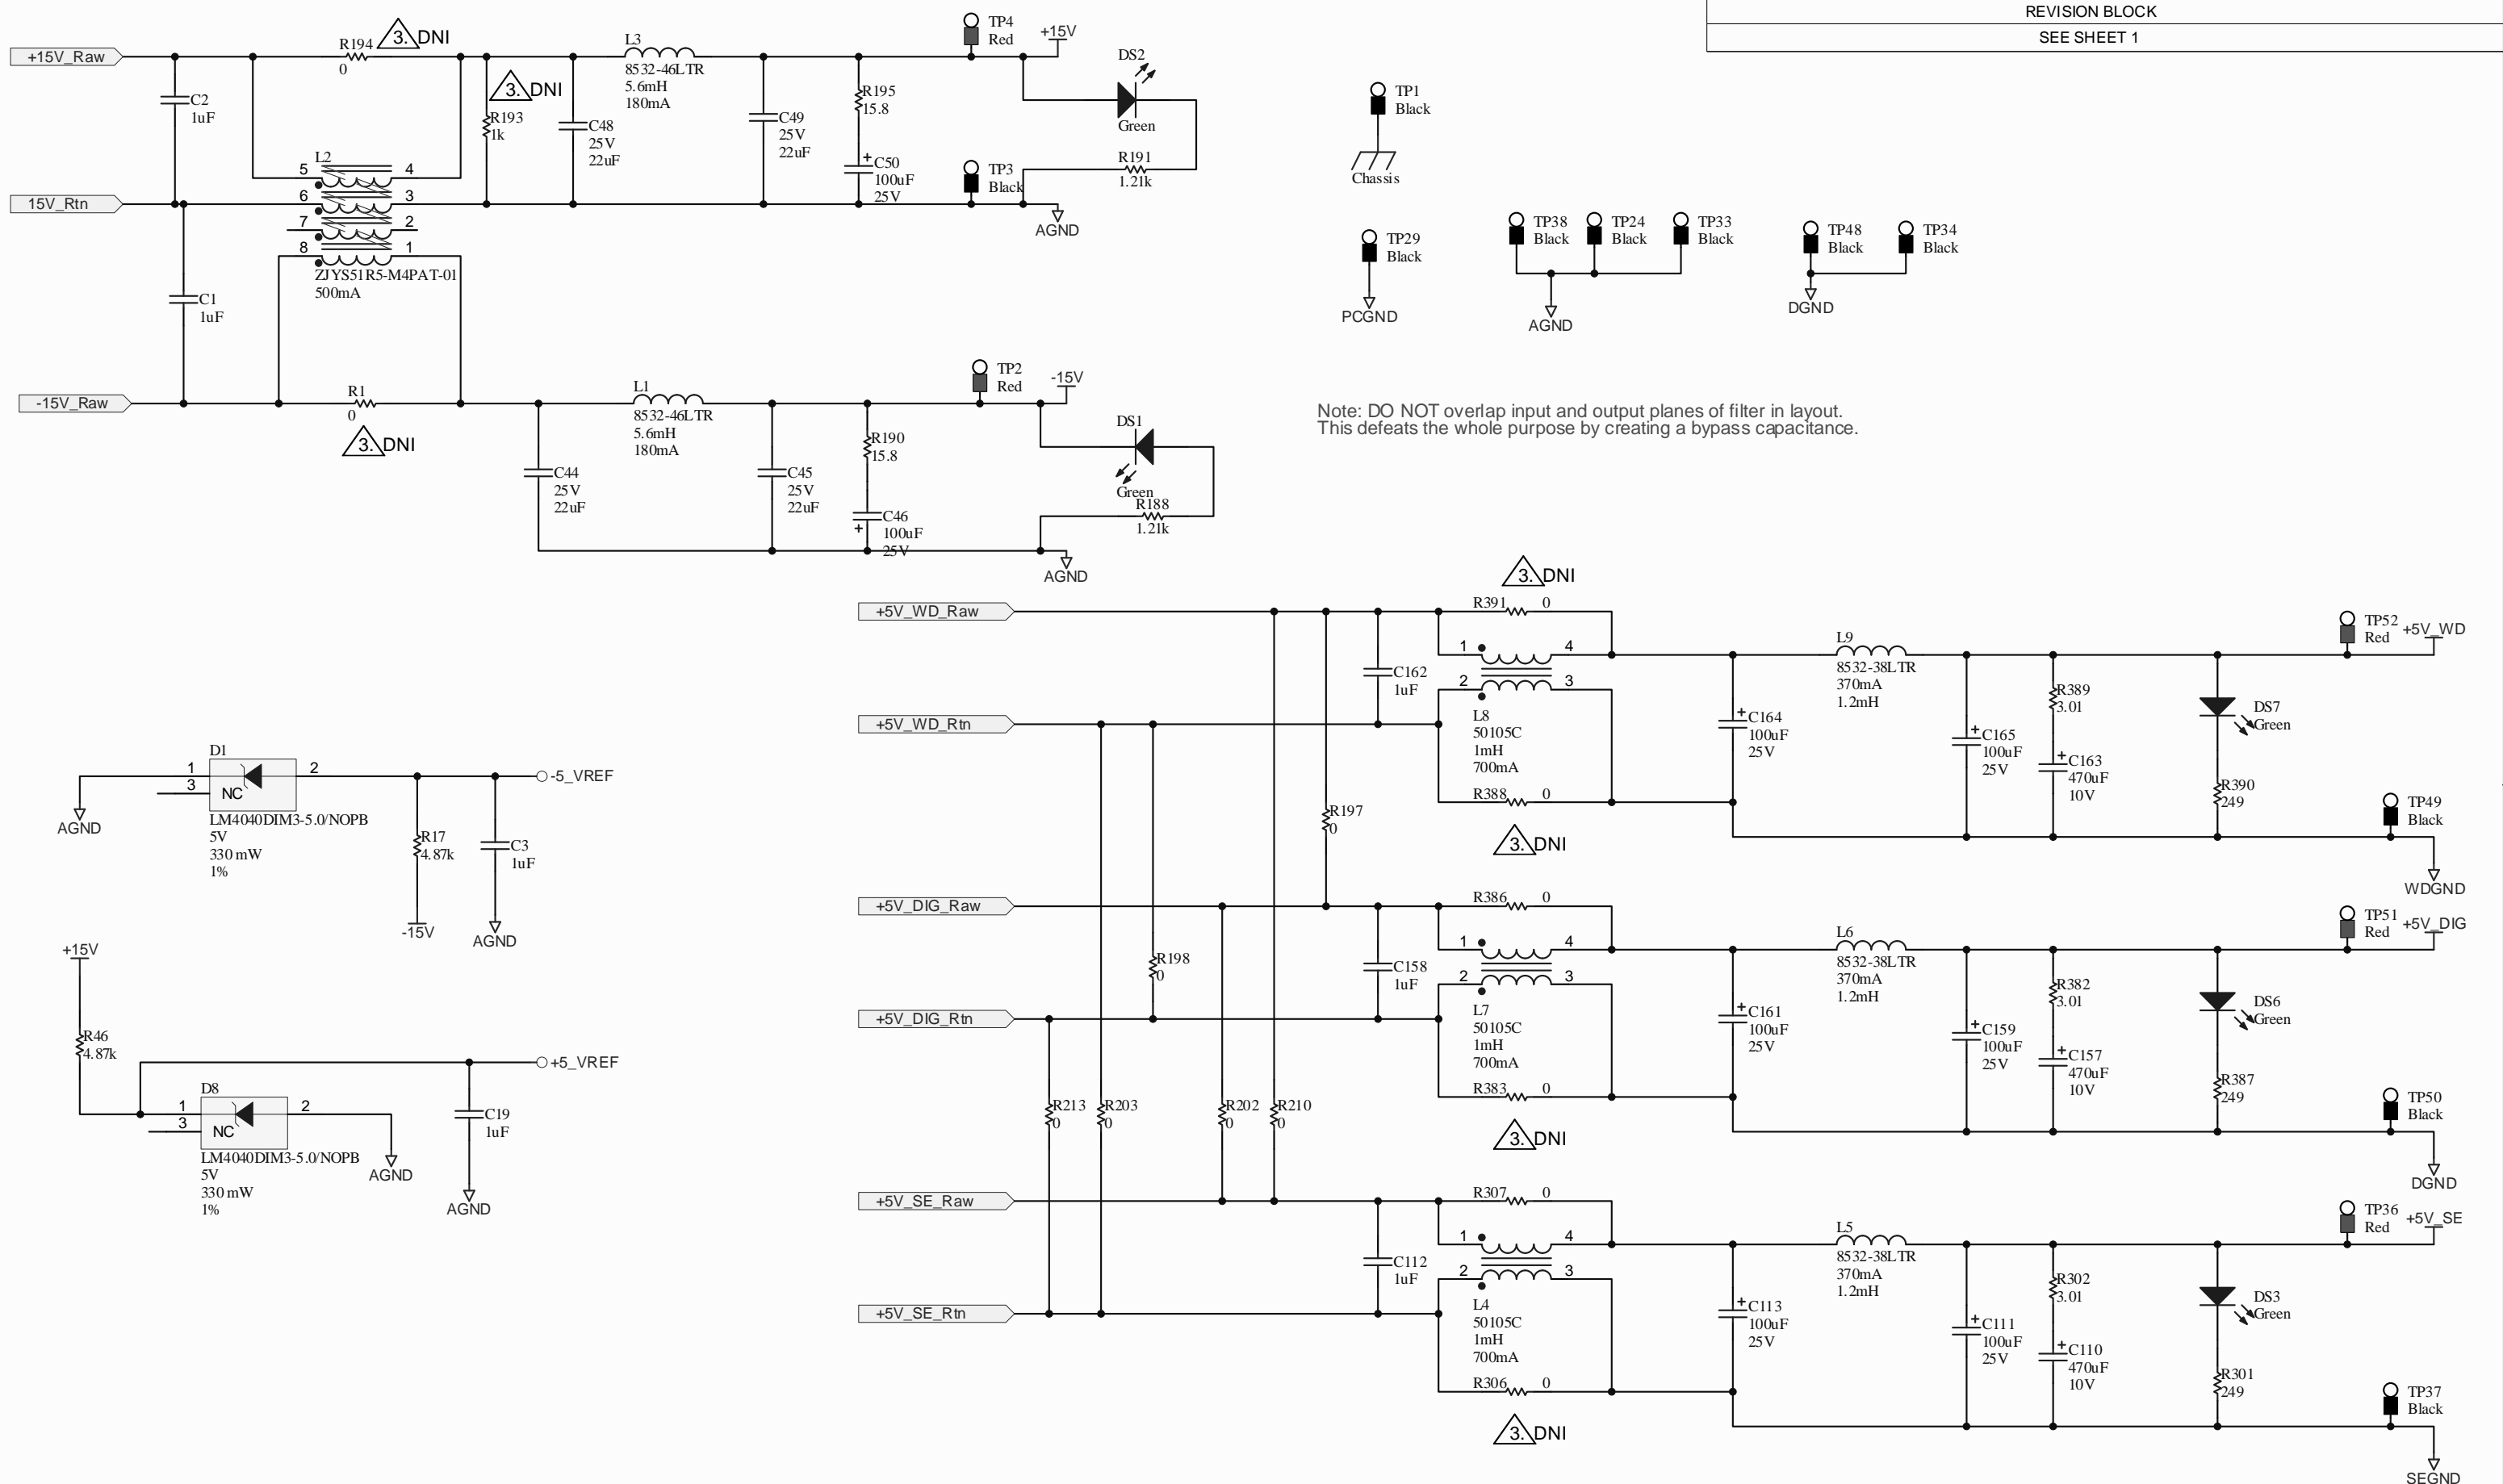 REVISION BLOCK
SEE SHEET 1
+15V_Raw
R194
0
3. DNI
C2
1uF
L2
5
4
6
3
7
2
8
1
ZJYS51R5-M4PAT-01
500mA
3. DNI
R193
1k
C48
25V
22uF
L3
8532-46LTR
5.6mH
180mA
C49
25V
22uF
R195
15.8
+
C50
100uF
25V
TP4
Red
+15V
DS2
Green
R191
1.21k
TP3
Black
AGND
15V_Rtn
C1
1uF
-15V_Raw
R1
0
3. DNI
C44
25V
22uF
L1
8532-46LTR
5.6mH
180mA
C45
25V
22uF
R190
15.8
C46
+
100uF
25V
TP2
Red
-15V
DS1
Green
R188
1.21k
AGND
TP1
Black
Chassis
TP29
Black
PCGND
TP38
Black
TP24
Black
TP33
Black
AGND
TP48
Black
TP34
Black
DGND
Note: DO NOT overlap input and output planes of filter in layout.
This defeats the whole purpose by creating a bypass capacitance.
D1
1
2
3
NC
LM4040DIM3-5.0/NOPB
5V
330 mW
1%
AGND
R17
4.87k
-15V
C3
1uF
AGND
-5_VREF
+15V
R46
4.87k
D8
1
2
3
NC
LM4040DIM3-5.0/NOPB
5V
330 mW
1%
AGND
C19
1uF
AGND
+5_VREF
+5V_WD_Raw
+5V_WD_Rtn
C162
1uF
3. DNI
R391 0
1
4
2
3
L8
50105C
1mH
700mA
R388 0
3. DNI
+
C164
100uF
25V
L9
8532-38LTR
370mA
1.2mH
+
C165
100uF
25V
R389
3.01
+
C163
470uF
10V
DS7
Green
R390
249
TP52
Red
+5V_WD
TP49
Black
WDGND
R197
0
R198
0
R213
0
R203
0
R202
0
R210
0
+5V_DIG_Raw
+5V_DIG_Rtn
C158
1uF
R386 0
1
4
2
3
L7
50105C
1mH
700mA
R383 0
3. DNI
+
C161
100uF
25V
L6
8532-38LTR
370mA
1.2mH
+
C159
100uF
25V
R382
3.01
+
C157
470uF
10V
DS6
Green
R387
249
TP51
Red
+5V_DIG
TP50
Black
DGND
+5V_SE_Raw
+5V_SE_Rtn
C112
1uF
R307 0
1
4
2
3
L4
50105C
1mH
700mA
R306 0
3. DNI
+
C113
100uF
25V
L5
8532-38LTR
370mA
1.2mH
+
C111
100uF
25V
R302
3.01
+
C110
470uF
10V
DS3
Green
R301
249
TP36
Red
+5V_SE
TP37
Black
SEGND